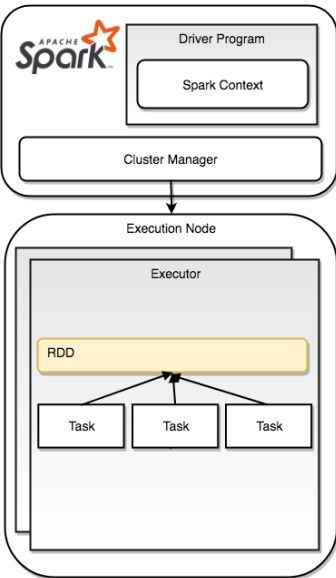 APACHE
Spark
Driver Program
Spark Context
Cluster Manager
Execution Node
Executor
RDD
Task
Task
Task